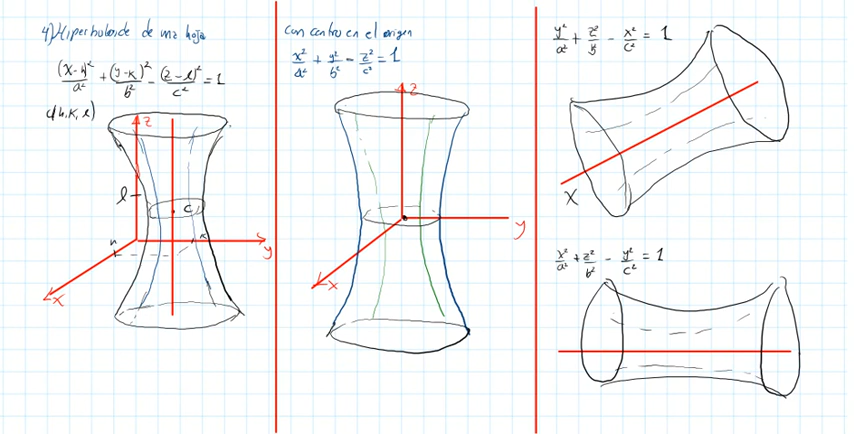 4) Hiperboloide de una hoja
(x-h)²/a² + (y-k)²/b² - (z-l)²/c² = 1
c(h, k, l)
z
l
c
h
k
y
x
con centro en el origen
x²/a² + y²/b² - z²/c² = 1
z
y
x
y²/a² + z²/b² - x²/c² = 1
x
x²/a² + z²/b² - y²/c² = 1